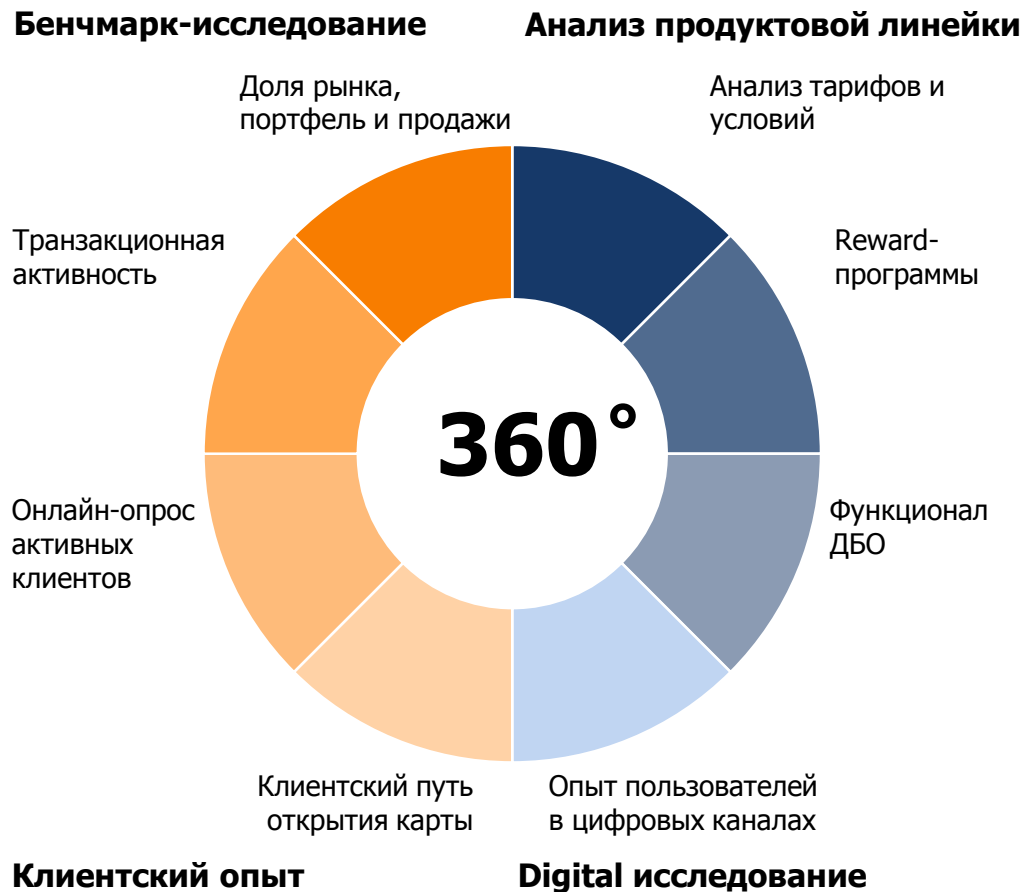 Бенчмарк-исследование
Анализ продуктовой линейки
Доля рынка,
портфель и продажи
Анализ тарифов и
условий
Транзакционная
активность
Reward-
программы
360°
Онлайн-опрос
активных
клиентов
Функционал
ДБО
Клиентский путь
открытия карты
Опыт пользователей
в цифровых каналах
Клиентский опыт
Digital исследование